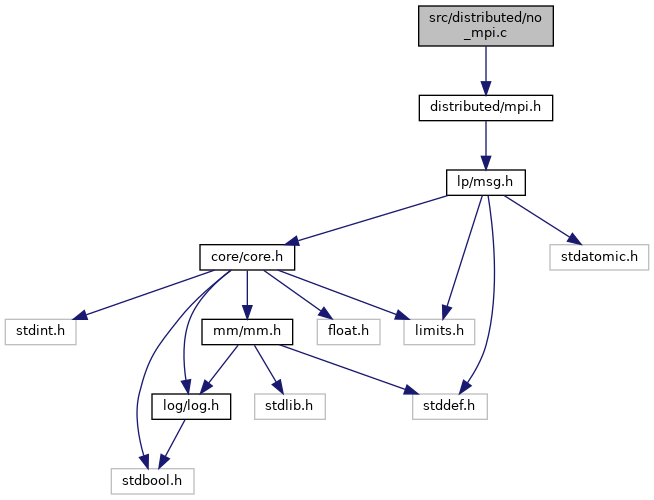 src/distributed/no
_mpi.c
distributed/mpi.h
lp/msg.h
core/core.h
stdatomic.h
stdint.h
mm/mm.h
float.h
limits.h
log/log.h
stdlib.h
stddef.h
stdbool.h